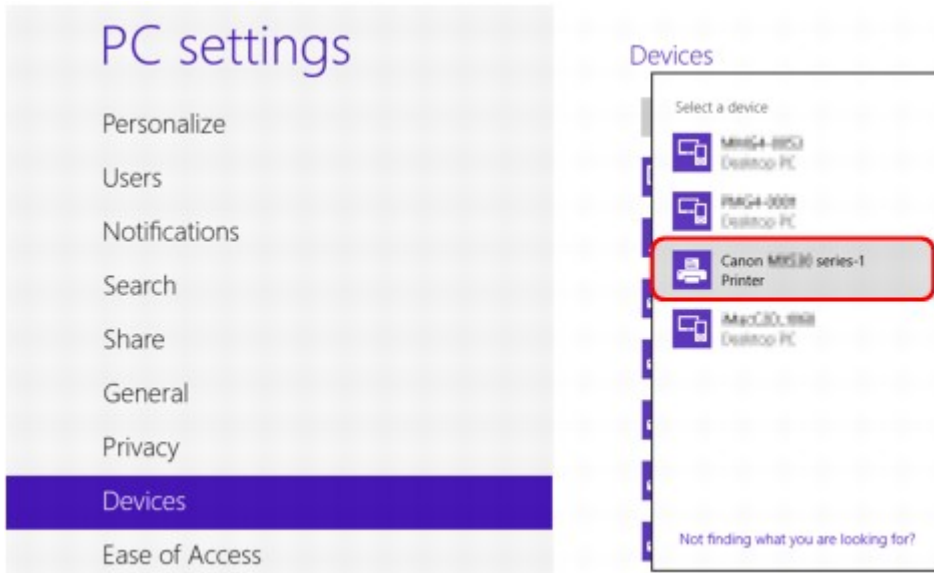 PC settings
Personalize
Users
Notifications
Search
Share
General
Privacy
Devices
Ease of Access
Devices
Select a device
Desktop PC
Desktop PC
Canon series-1
Printer
Desktop PC
Not finding what you are looking for?